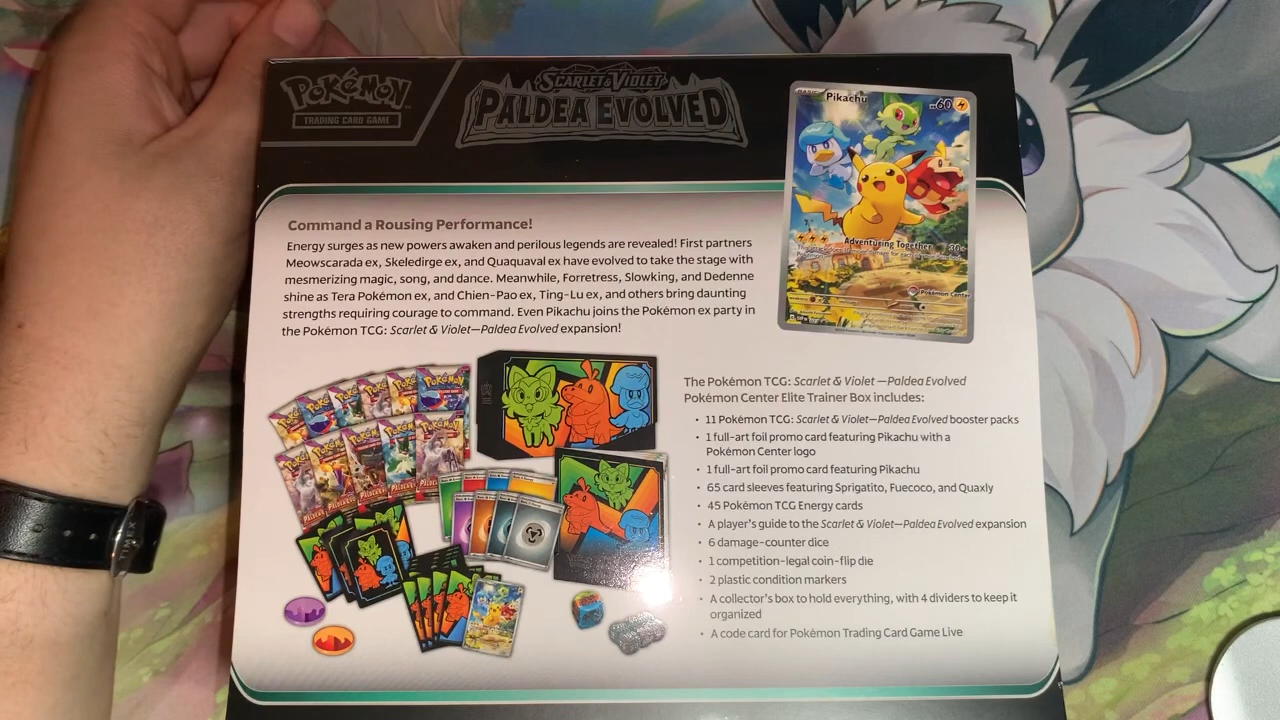 POKÉMON
TRADING CARD GAME
SCARLET & VIOLET
PALDEA EVOLVED
BASIC
Pikachu
60
Adventuring Together
30+
Pokémon Center
Command a Rousing Performance!
Energy surges as new powers awaken and perilous legends are revealed! First partners
Meowscarada ex, Skeledirge ex, and Quaquaval ex have evolved to take the stage with
mesmerizing magic, song, and dance. Meanwhile, Forretress, Slowking, and Dedenne
shine as Tera Pokémon ex, and Chien-Pao ex, Ting-Lu ex, and others bring daunting
strengths requiring courage to command. Even Pikachu joins the Pokémon ex party in
the Pokémon TCG: Scarlet & Violet—Paldea Evolved expansion!
The Pokémon TCG: Scarlet & Violet —Paldea Evolved
Pokémon Center Elite Trainer Box includes:
• 11 Pokémon TCG: Scarlet & Violet—Paldea Evolved booster packs
• 1 full-art foil promo card featuring Pikachu with a
Pokémon Center logo
• 1 full-art foil promo card featuring Pikachu
• 65 card sleeves featuring Sprigatito, Fuecoco, and Quaxly
• 45 Pokémon TCG Energy cards
• A player's guide to the Scarlet & Violet—Paldea Evolved expansion
• 6 damage-counter dice
• 1 competition-legal coin-flip die
• 2 plastic condition markers
• A collector's box to hold everything, with 4 dividers to keep it
organized
• A code card for Pokémon Trading Card Game Live